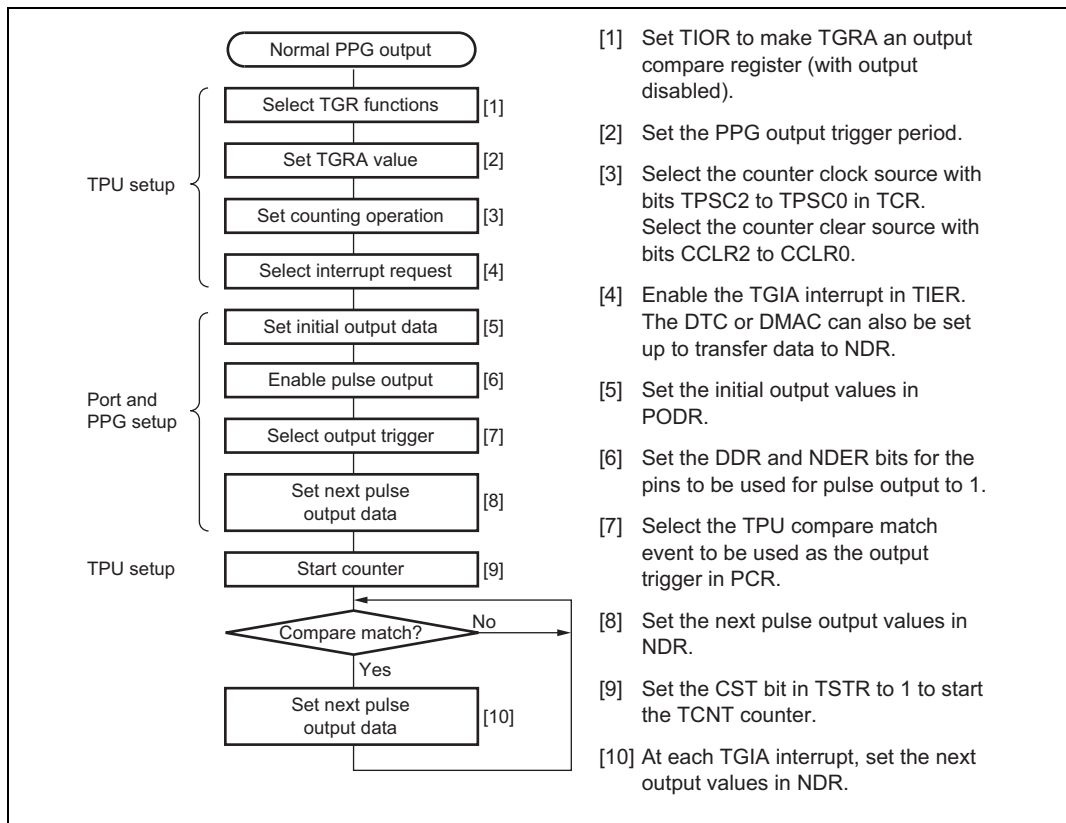 Normal PPG output
Select TGR functions [1]
Set TGRA value [2]
TPU setup
Set counting operation [3]
Select interrupt request [4]
Set initial output data [5]
Enable pulse output [6]
Port and
PPG setup
Select output trigger [7]
Set next pulse
output data [8]
TPU setup
Start counter [9]
Compare match?
No
Yes
Set next pulse
output data [10]
[1] Set TIOR to make TGRA an output
compare register (with output
disabled).
[2] Set the PPG output trigger period.
[3] Select the counter clock source with
bits TPSC2 to TPSC0 in TCR.
Select the counter clear source with
bits CCLR2 to CCLR0.
[4] Enable the TGIA interrupt in TIER.
The DTC or DMAC can also be set
up to transfer data to NDR.
[5] Set the initial output values in
PODR.
[6] Set the DDR and NDER bits for the
pins to be used for pulse output to 1.
[7] Select the TPU compare match
event to be used as the output
trigger in PCR.
[8] Set the next pulse output values in
NDR.
[9] Set the CST bit in TSTR to 1 to start
the TCNT counter.
[10] At each TGIA interrupt, set the next
output values in NDR.